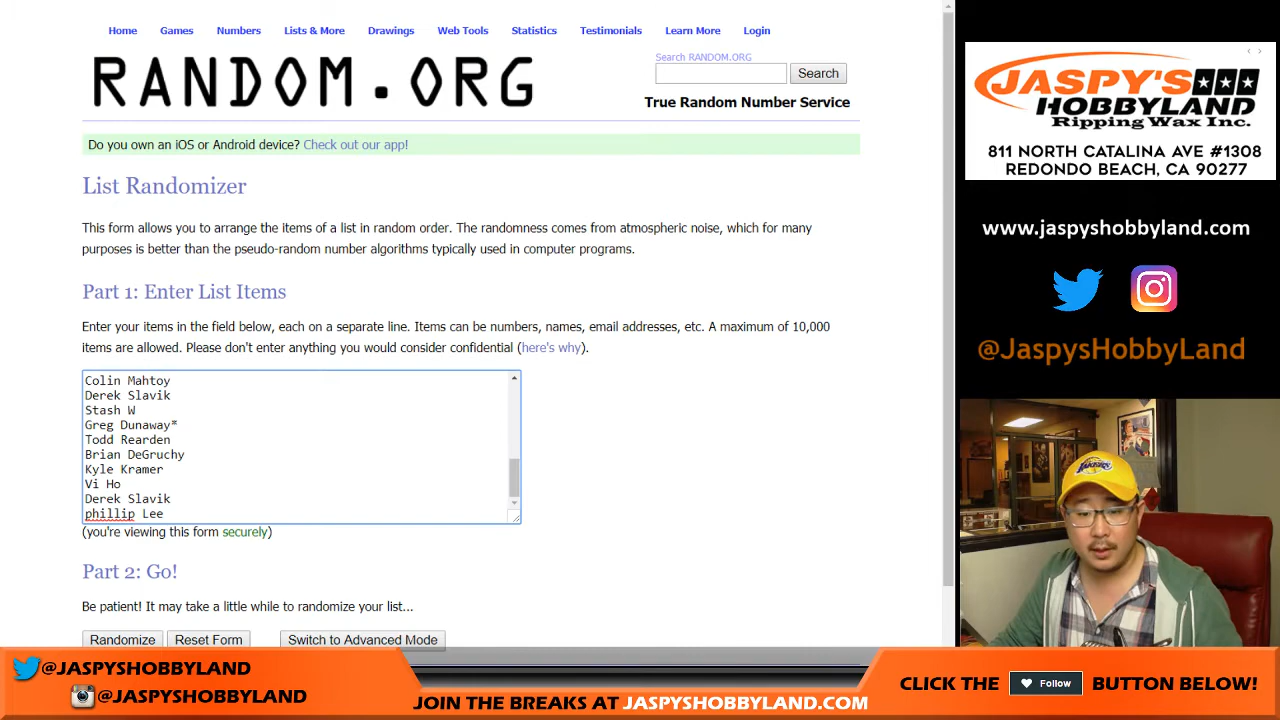 Home Games Numbers Lists & More Drawings Web Tools Statistics Testimonials Learn More Login
RANDOM.ORG
Search RANDOM.ORG
Search
True Random Number Service
Do you own an iOS or Android device? Check out our app!
List Randomizer
This form allows you to arrange the items of a list in random order. The randomness comes from atmospheric noise, which for many
purposes is better than the pseudo-random number algorithms typically used in computer programs.
Part 1: Enter List Items
Enter your items in the field below, each on a separate line. Items can be numbers, names, email addresses, etc. A maximum of 10,000
items are allowed. Please don't enter anything you would consider confidential (here's why).
Colin Mahtoy
Derek Slavik
Stash W
Greg Dunaway*
Todd Rearden
Brian DeGruchy
Kyle Kramer
Vi Ho
Derek Slavik
phillip Lee
(you're viewing this form securely)
Part 2: Go!
Be patient! It may take a little while to randomize your list...
Randomize Reset Form Switch to Advanced Mode
JASPY'S
HOBBYLAND
Ripping Wax Inc.
811 NORTH CATALINA AVE #1308
REDONDO BEACH, CA 90277
www.jaspyshobbyland.com
@JaspysHobbyLand
LAKERS
@JASPYSHOBBYLAND
@JASPYSHOBBYLAND
JOIN THE BREAKS AT JASPYSHOBBYLAND.COM
CLICK THE Follow BUTTON BELOW!